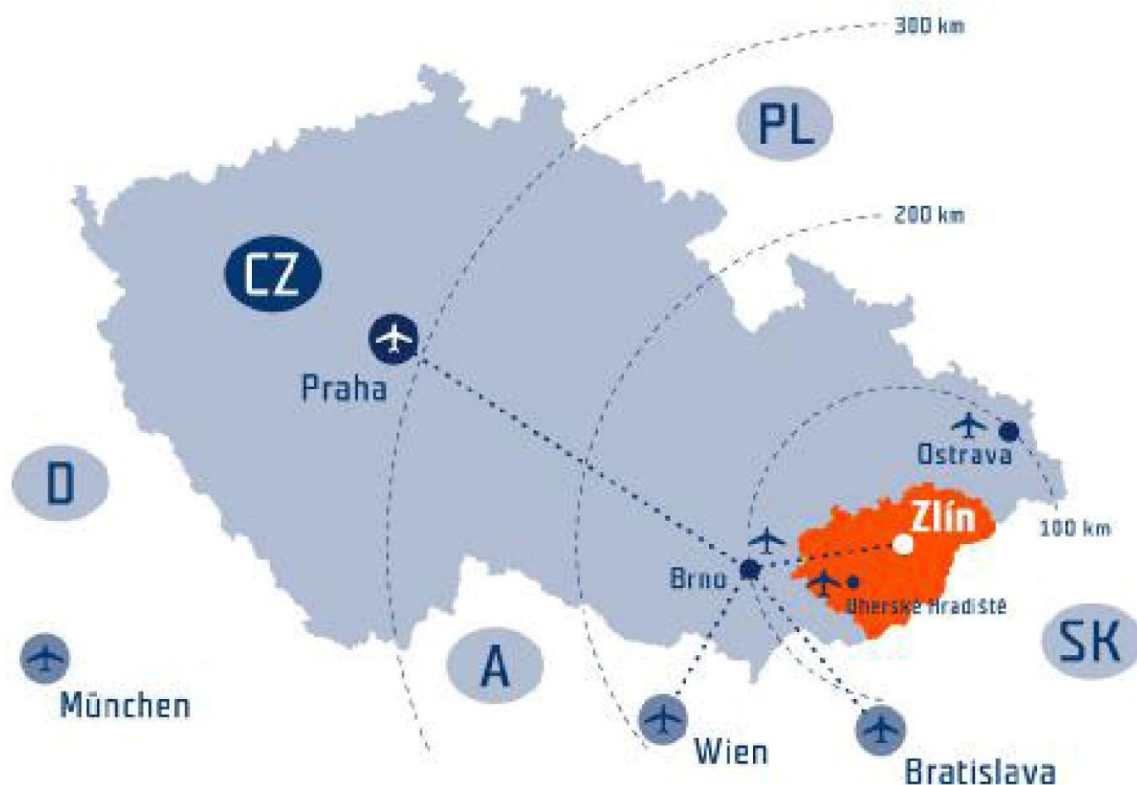 300 km
PL
200 km
CZ
Praha
Ostrava
D
Zlín
100 km
Brno
Uherské Hradiště
A
SK
München
Wien
Bratislava